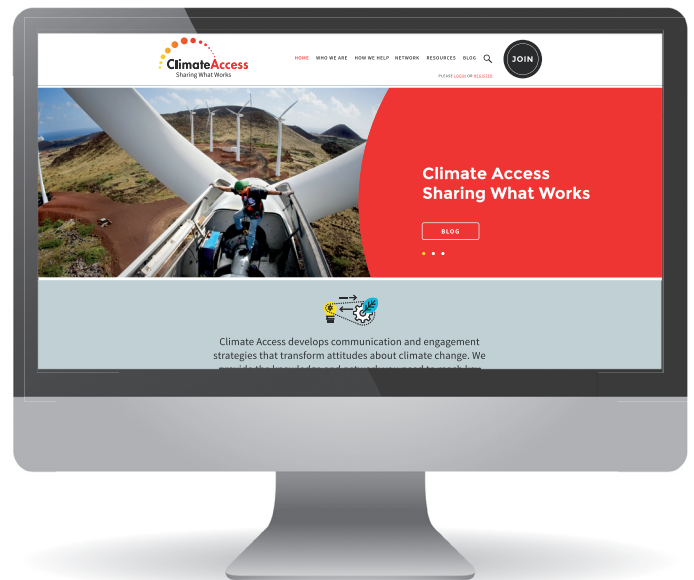 ClimateAccess
Sharing What Works
HOME WHO WE ARE HOW WE HELP NETWORK RESOURCES BLOG
JOIN
PLEASE LOGIN OR REGISTER
Climate Access
Sharing What Works
BLOG
Climate Access develops communication and engagement
strategies that transform attitudes about climate change. We